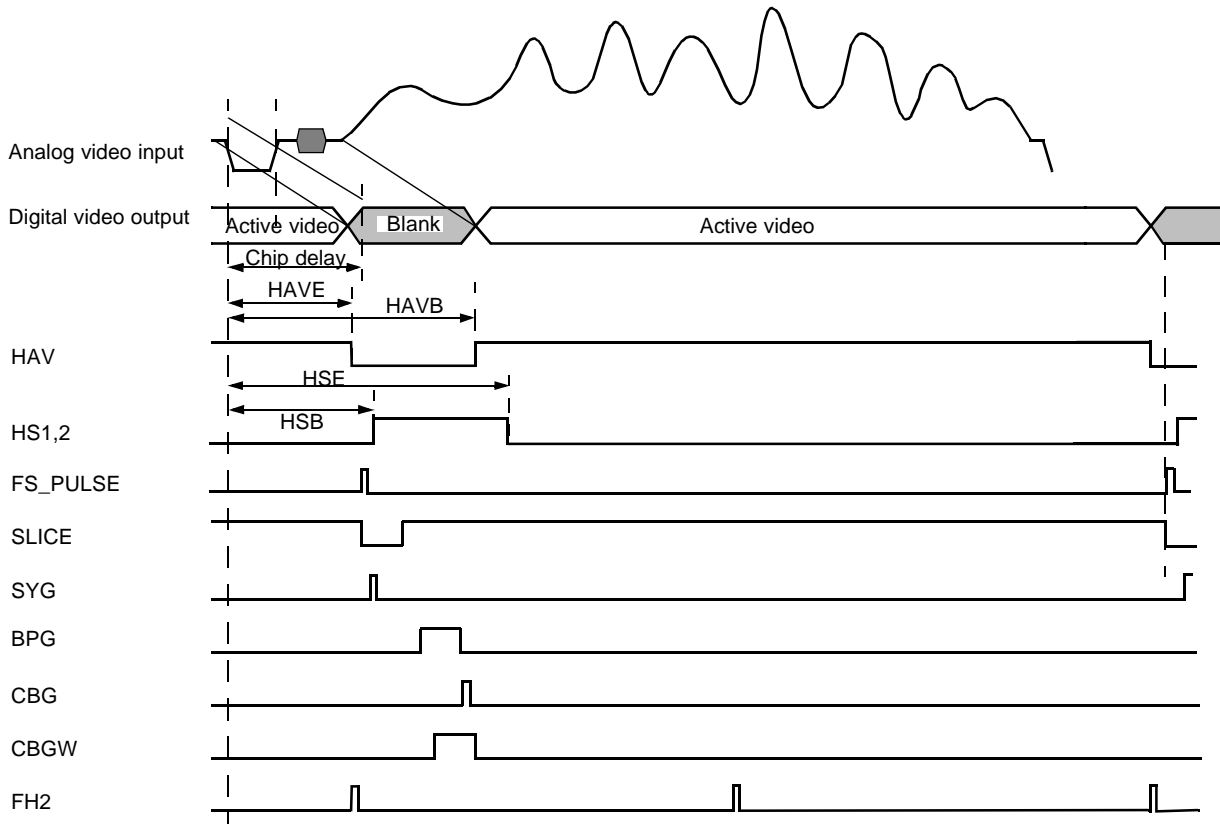 Analog video input
Digital video output
Active video
Blank
Active video
Chip delay
HAVE
HAVB
HAV
HSE
HSB
HS1,2
FS_PULSE
SLICE
SYG
BPG
CBG
CBGW
FH2